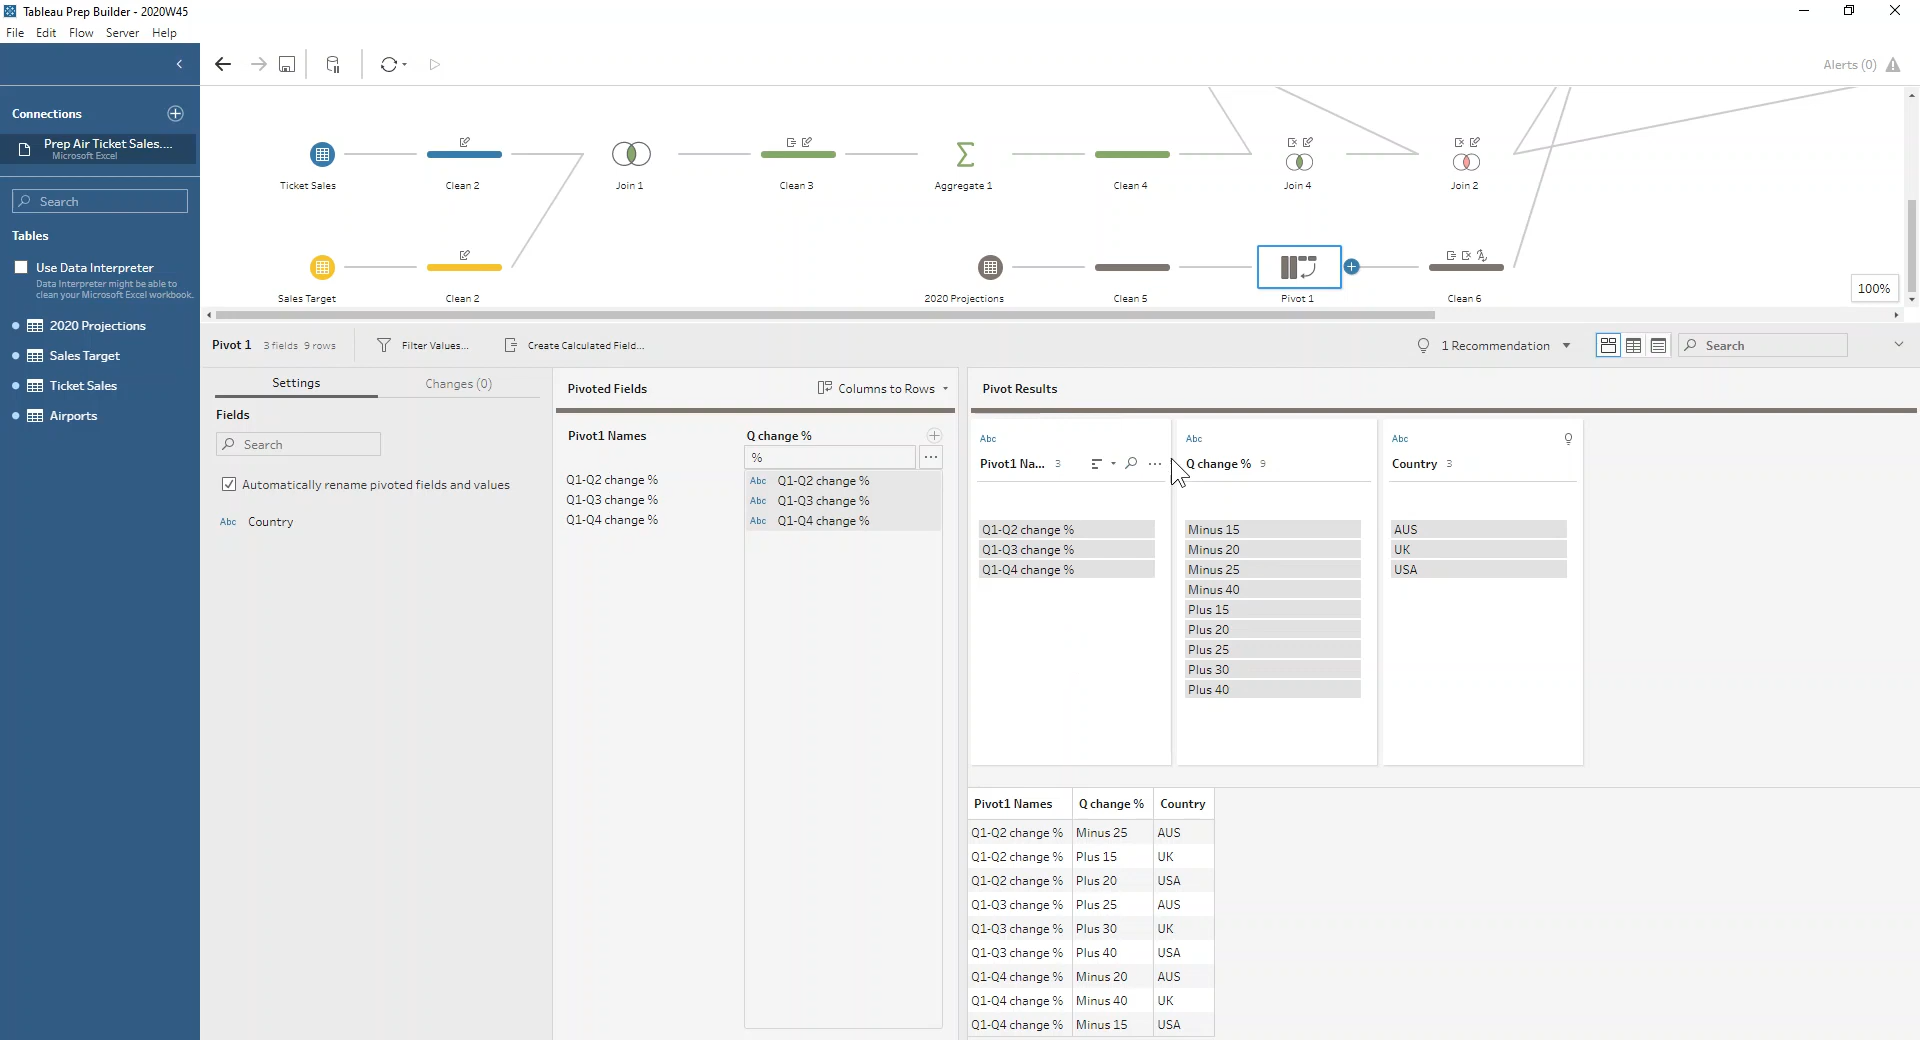 Tableau Prep Builder - 2020W45
File Edit Flow Server Help
Alerts (0)
Connections
Prep Air Ticket Sales....
Microsoft Excel
Search
Tables
Use Data Interpreter
Data Interpreter might be able to
clean your Microsoft Excel workbook.
2020 Projections
Sales Target
Ticket Sales
Airports
Ticket Sales
Clean 2
Join 1
Clean 3
Aggregate 1
Clean 4
Join 4
Join 2
Sales Target
Clean 2
2020 Projections
Clean 5
Pivot 1
Clean 6
100%
Pivot 1 3 fields 9 rows
Filter Values...
Create Calculated Field...
1 Recommendation
Search
Settings
Changes (0)
Fields
Search
Automatically rename pivoted fields and values
Abc Country
Pivoted Fields
Columns to Rows
Pivot1 Names
Q change %
%
Q1-Q2 change %
Abc Q1-Q2 change %
Q1-Q3 change %
Abc Q1-Q3 change %
Q1-Q4 change %
Abc Q1-Q4 change %
Pivot Results
Abc
Pivot1 Na... 3
Q1-Q2 change %
Q1-Q3 change %
Q1-Q4 change %
Abc
Q change % 9
Minus 15
Minus 20
Minus 25
Minus 40
Plus 15
Plus 20
Plus 25
Plus 30
Plus 40
Abc
Country 3
AUS
UK
USA
Pivot1 Names Q change % Country
Q1-Q2 change % Minus 25 AUS
Q1-Q2 change % Plus 15 UK
Q1-Q2 change % Plus 20 USA
Q1-Q3 change % Plus 25 AUS
Q1-Q3 change % Plus 30 UK
Q1-Q3 change % Plus 40 USA
Q1-Q4 change % Minus 20 AUS
Q1-Q4 change % Minus 40 UK
Q1-Q4 change % Minus 15 USA